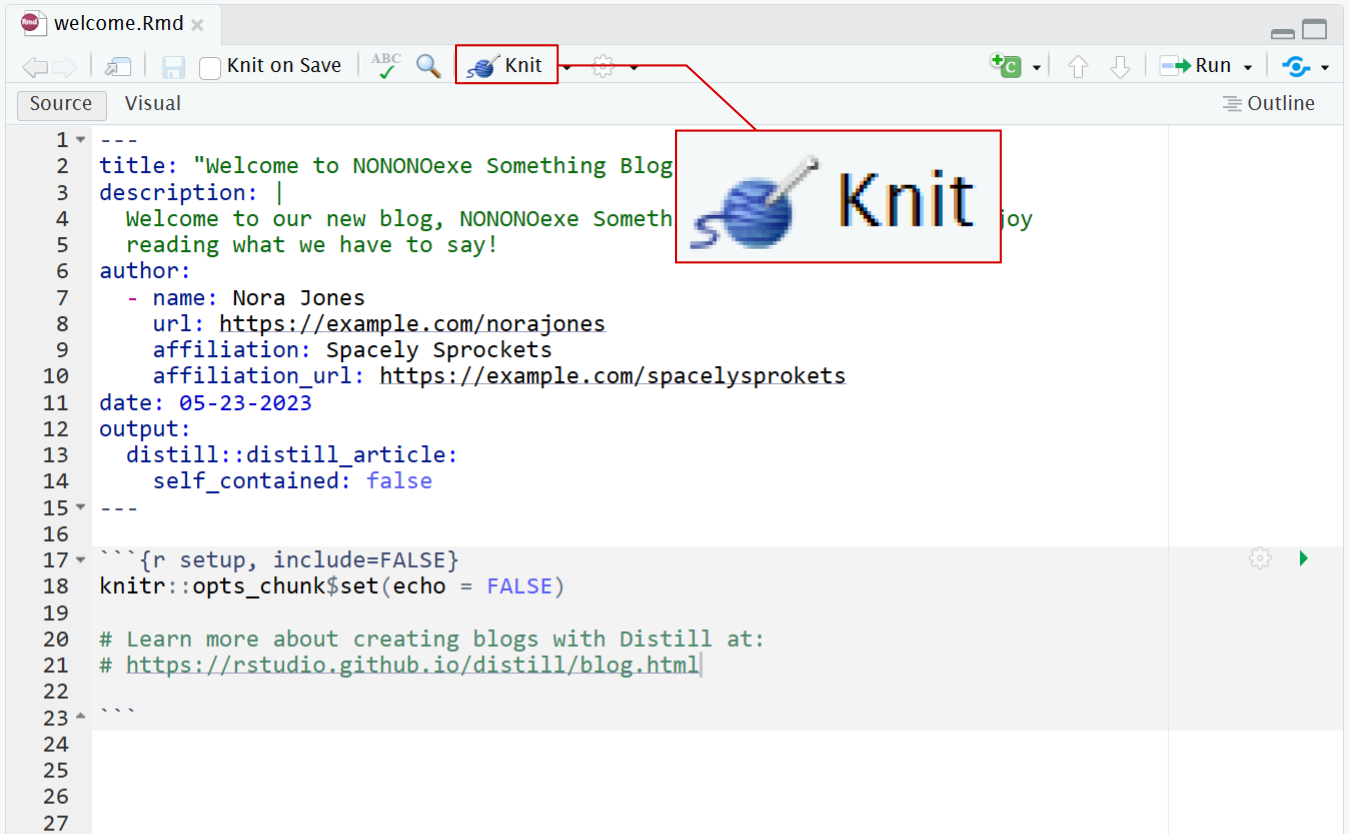 welcome.Rmd
Knit on Save ABC Knit C Run
Source Visual Outline
1 ---
2 title: "Welcome to NONONOexe Something Blog
Knit
3 description: |
4 Welcome to our new blog, NONONOexe Someth joy
5 reading what we have to say!
6 author:
7 - name: Nora Jones
8 url: https://example.com/norajones
9 affiliation: Spacely Sprockets
10 affiliation_url: https://example.com/spacelysprokets
11 date: 05-23-2023
12 output:
13 distill::distill_article:
14 self_contained: false
15 ---
16
17 ```{r setup, include=FALSE}
18 knitr::opts_chunk$set(echo = FALSE)
19
20 # Learn more about creating blogs with Distill at:
21 # https://rstudio.github.io/distill/blog.html
22
23 ```
24
25
26
27